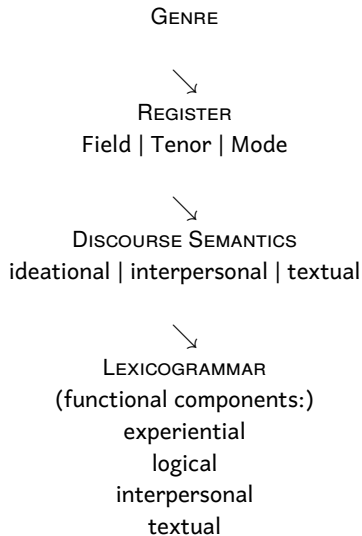 GENRE
REGISTER
Field | Tenor | Mode
DISCOURSE SEMANTICS
ideational | interpersonal | textual
LEXICOGRAMMAR
(functional components:)
experiential
logical
interpersonal
textual